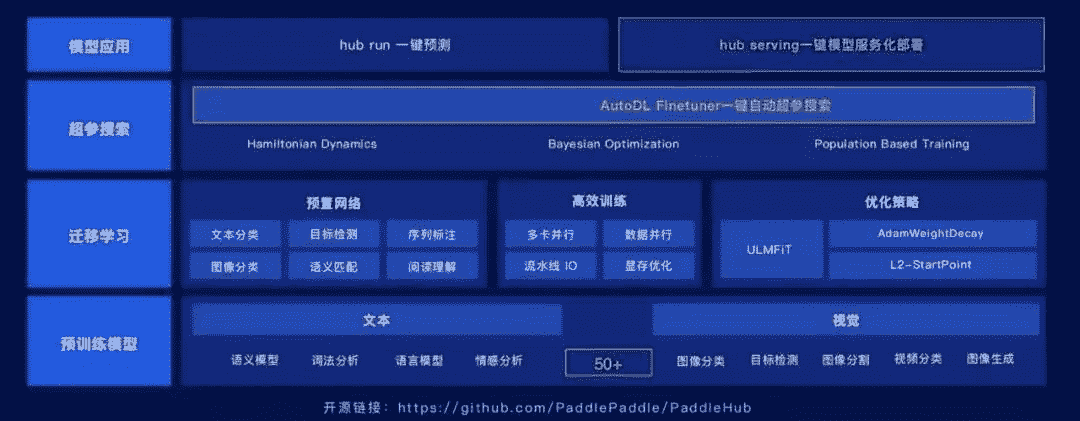 模型应用
hub run 一键预测
hub serving一键模型服务化部署
超参搜索
AutoDL Finetuner一键自动超参搜索
Hamiltonian Dynamics
Bayesian Optimization
Population Based Training
迁移学习
预置网络
文本分类
目标检测
序列标注
图像分类
语义匹配
阅读理解
高效训练
多卡并行
数据并行
流水线 IO
显存优化
优化策略
ULMFiT
AdamWeightDecay
L2-StartPoint
预训练模型
文本
语义模型
词法分析
语言模型
情感分析
50+
视觉
图像分类
目标检测
图像分割
视频分类
图像生成
开源链接：https://github.com/PaddlePaddle/PaddleHub